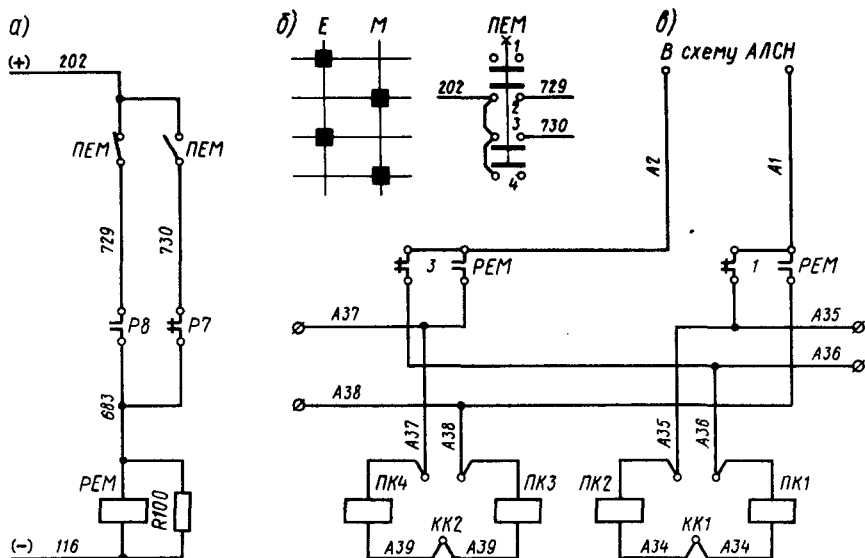 а)
(+) 202
ПЕМ
ПЕМ
729
730
Р8
Р7
683
РЕМ
R100
(-) 116
б)
Е М
ПЕМ
1
202
729
2
3
730
4
в)
В схему АЛСН
А2
А1
3
РЕМ
1
РЕМ
А37
А35
А36
А38
А37
А38
А35
А36
ПК4
ПК3
ПК2
ПК1
КК2
КК1
А39
А39
А34
А34